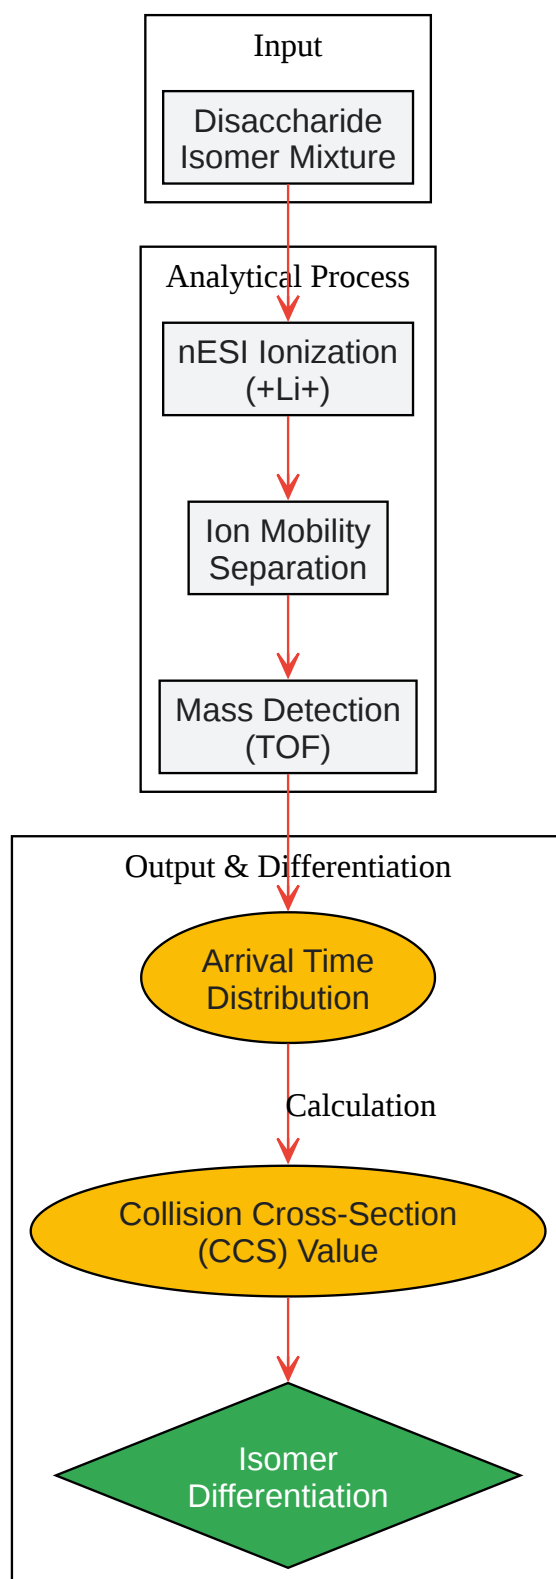 Input
Disaccharide
Isomer Mixture
Analytical Process
nESI Ionization
(+Li+)
Ion Mobility
Separation
Mass Detection
(TOF)
Output & Differentiation
Arrival Time
Distribution
Calculation
Collision Cross-Section
(CCS) Value
Isomer
Differentiation